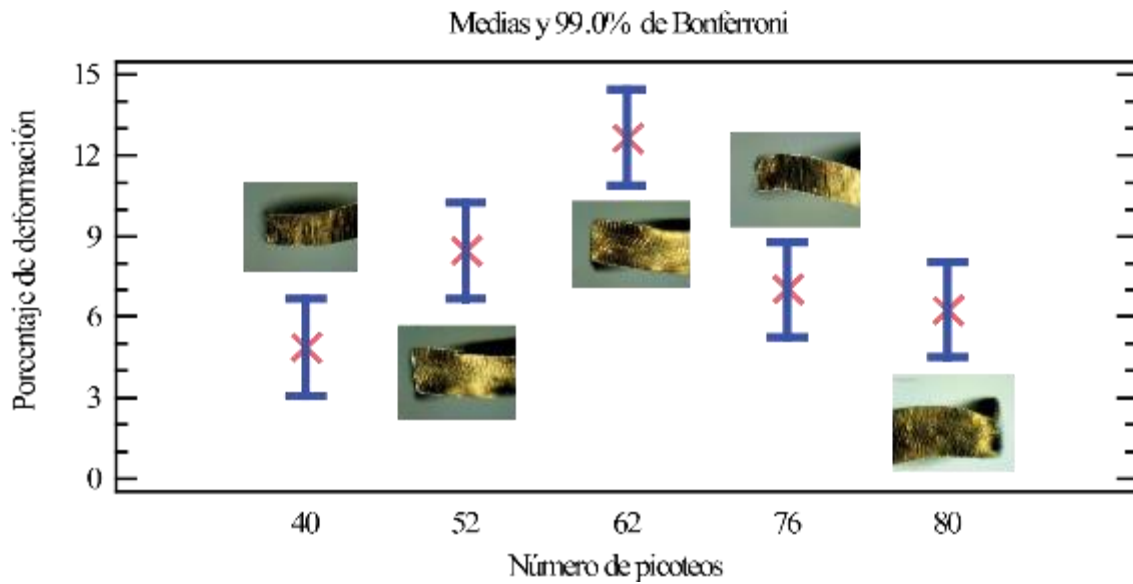 Medias y 99.0% de Bonferroni
Porcentaje de deformación
15
12
9
6
3
0
40 52 62 76 80
Número de picoteos